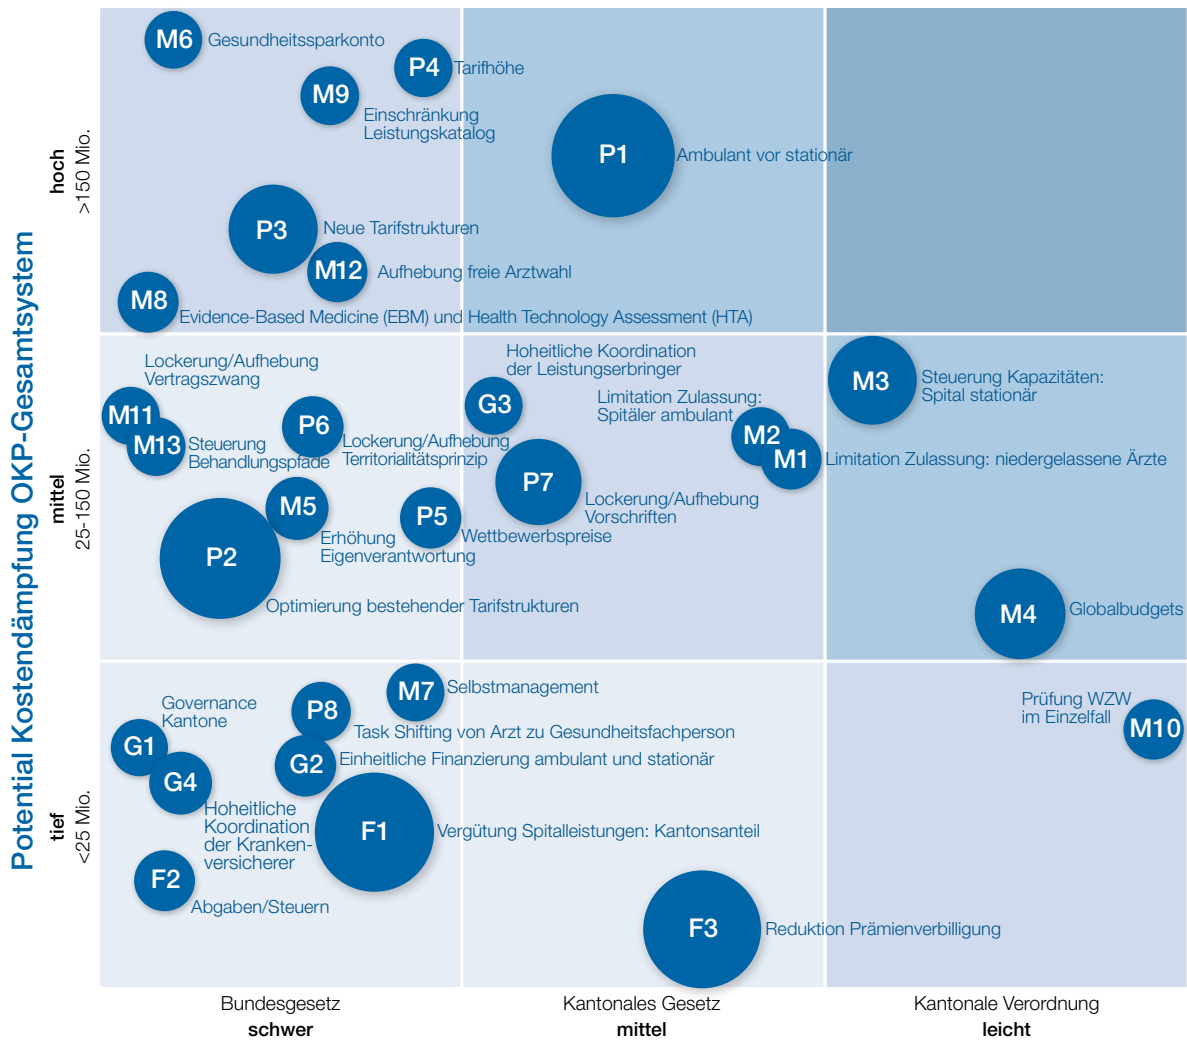 Potential Kostendämpfung OKP-Gesamtsystem
hoch
>150 Mio.
M6
Gesundheitssparkonto
P4
Tarifhöhe
M9
Einschränkung
Leistungskatalog
P1
Ambulant vor stationär
P3
Neue Tarifstrukturen
M12
Aufhebung freie Arztwahl
M8
Evidence-Based Medicine (EBM) und Health Technology Assessment (HTA)
mittel
25-150 Mio.
Lockerung/Aufhebung
Vertragszwang
M11
M13
Steuerung
Behandlungspfade
P6
Lockerung/Aufhebung
Territorialitätsprinzip
M5
Erhöhung
Eigenverantwortung
P5
Wettbewerbspreise
P2
Optimierung bestehender Tarifstrukturen
Hoheitliche Koordination
der Leistungserbringer
G3
Limitation Zulassung:
Spitäler ambulant
M2
M1
Limitation Zulassung: niedergelassene Ärzte
P7
Lockerung/Aufhebung
Vorschriften
M3
Steuerung Kapazitäten:
Spital stationär
M4
Globalbudgets
tief
<25 Mio.
M7
Selbstmanagement
Governance
Kantone
G1
P8
Task Shifting von Arzt zu Gesundheitsfachperson
G2
Einheitliche Finanzierung ambulant und stationär
G4
Hoheitliche
Koordination
der Kranken-
versicherer
F1
Vergütung Spitalleistungen: Kantonsanteil
F2
Abgaben/Steuern
F3
Reduktion Prämienverbilligung
Prüfung WZW
im Einzelfall
M10
Bundesgesetz
schwer
Kantonales Gesetz
mittel
Kantonale Verordnung
leicht